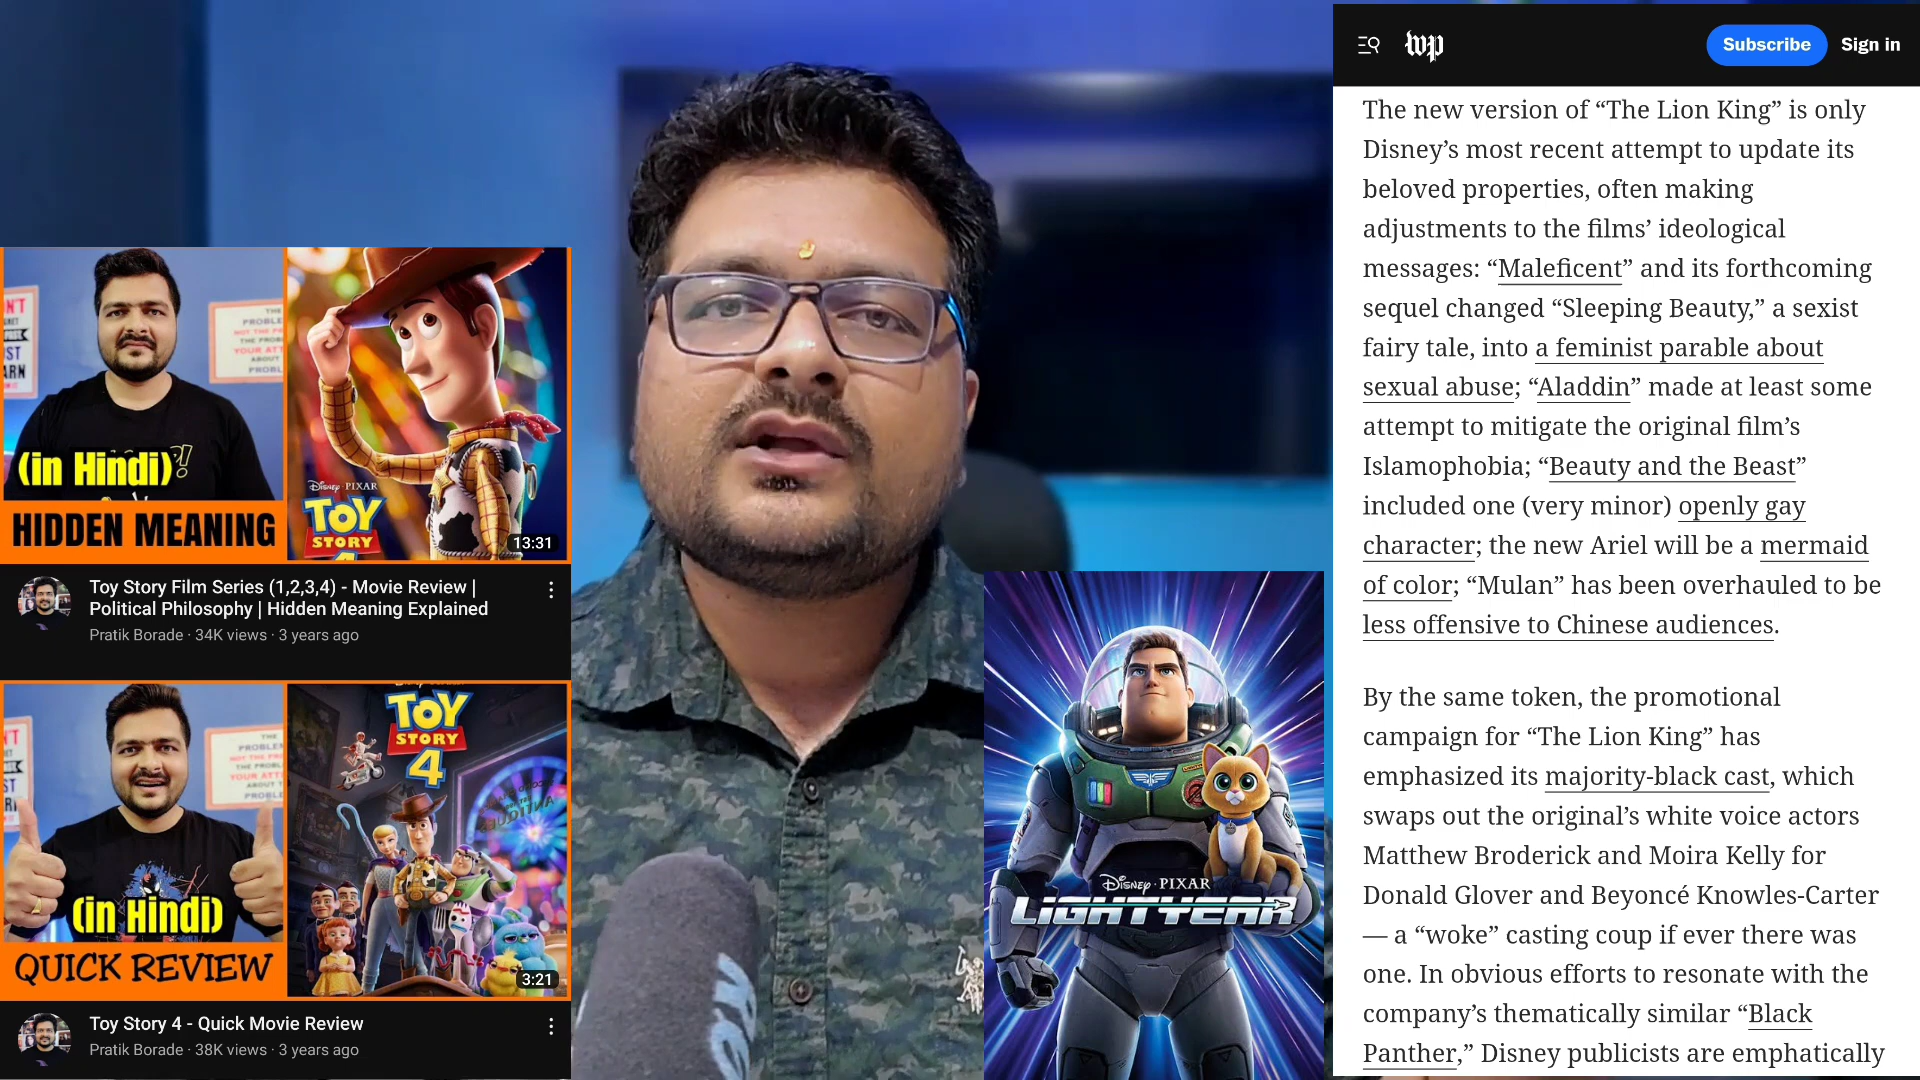 (in Hindi)
HIDDEN MEANING
Disney · PIXAR
TOY
STORY
4
13:31
Toy Story Film Series (1,2,3,4) - Movie Review |
Political Philosophy | Hidden Meaning Explained
Pratik Borade · 34K views · 3 years ago
TOY
STORY
4
(in Hindi)
QUICK REVIEW
3:21
Toy Story 4 - Quick Movie Review
Pratik Borade · 38K views · 3 years ago
Disney · PIXAR
LIGHTYEAR
wp
Subscribe
Sign in
The new version of “The Lion King” is only
Disney’s most recent attempt to update its
beloved properties, often making
adjustments to the films’ ideological
messages: “Maleficent” and its forthcoming
sequel changed “Sleeping Beauty,” a sexist
fairy tale, into a feminist parable about
sexual abuse; “Aladdin” made at least some
attempt to mitigate the original film’s
Islamophobia; “Beauty and the Beast”
included one (very minor) openly gay
character; the new Ariel will be a mermaid
of color; “Mulan” has been overhauled to be
less offensive to Chinese audiences.
By the same token, the promotional
campaign for “The Lion King” has
emphasized its majority-black cast, which
swaps out the original’s white voice actors
Matthew Broderick and Moira Kelly for
Donald Glover and Beyoncé Knowles-Carter
— a “woke” casting coup if ever there was
one. In obvious efforts to resonate with the
company’s thematically similar “Black
Panther,” Disney publicists are emphatically